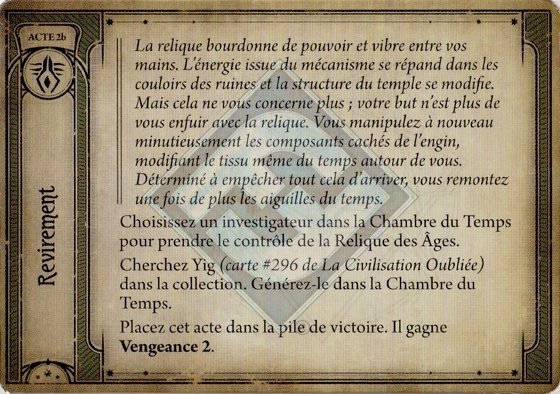 ACTE 2b
Revirement
La relique bourdonne de pouvoir et vibre entre vos
mains. L'énergie issue du mécanisme se répand dans les
couloirs des ruines et la structure du temple se modifie.
Mais cela ne vous concerne plus ; votre but n'est plus de
vous enfuir avec la relique. Vous manipulez à nouveau
minutieusement les composants cachés de l'engin,
modifiant le tissu même du temps autour de vous.
Déterminé à empêcher tout cela d'arriver, vous remontez
une fois de plus les aiguilles du temps.
Choisissez un investigateur dans la Chambre du Temps
pour prendre le contrôle de la Relique des Âges.
Cherchez Yig (carte #296 de La Civilisation Oubliée)
dans la collection. Générez-le dans la Chambre du
Temps.
Placez cet acte dans la pile de victoire. Il gagne
Vengeance 2.